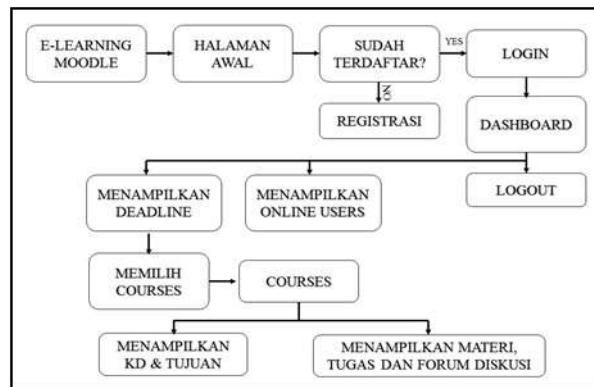 E-LEARNING
MOODLE
HALAMAN
AWAL
SUDAH
TERDAFTAR?
YES
LOGIN
NO
REGISTRASI
DASHBOARD
MENAMPILKAN
DEADLINE
MENAMPILKAN
ONLINE USERS
LOGOUT
MEMILIH
COURSES
COURSES
MENAMPILKAN
KD & TUJUAN
MENAMPILKAN MATERI,
TUGAS DAN FORUM DISKUSI